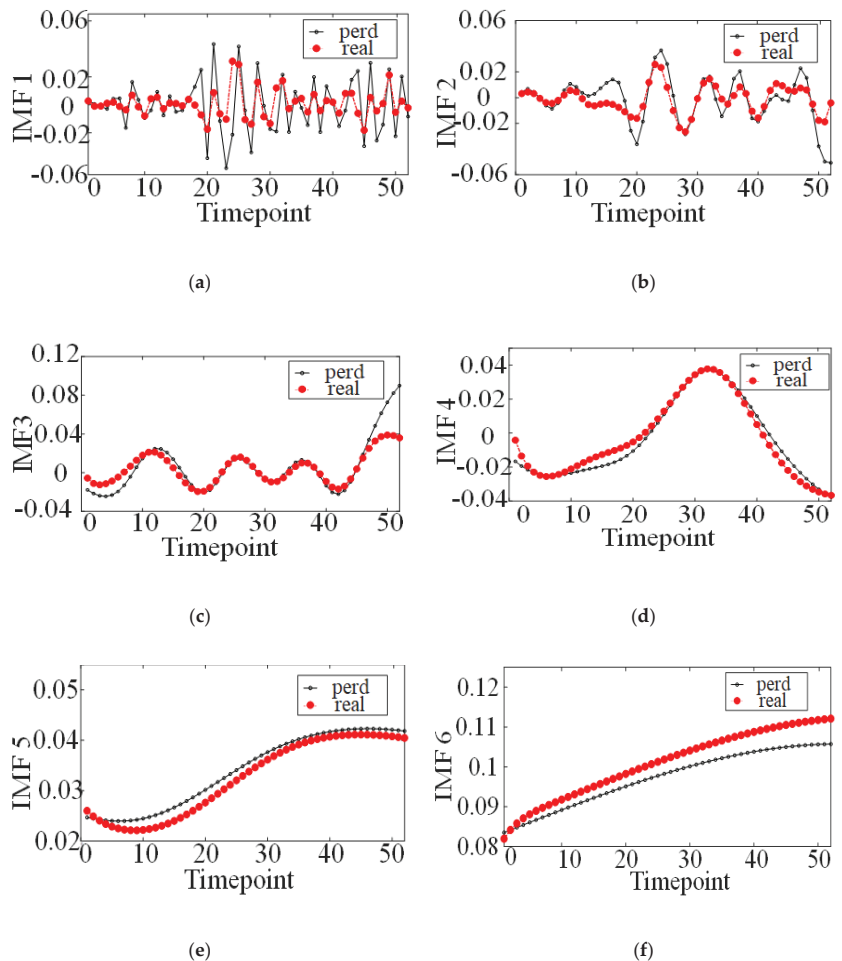 0.06
0.02
0
-0.02
-0.06
IMF 1
perd
real
0 10 20 30 40 50
Timepoint
(a)
0.06
0.02
0
-0.02
-0.06
IMF 2
perd
real
0 10 20 30 40 50
Timepoint
(b)
0.12
0.08
0.04
0
-0.04
IMF3
perd
real
0 10 20 30 40 50
Timepoint
(c)
0.04
0.02
0
-0.02
-0.04
IMF 4
perd
real
0 10 20 30 40 50
Timepoint
(d)
0.05
0.04
0.03
0.02
IMF 5
perd
real
0 10 20 30 40 50
Timepoint
(e)
0.12
0.11
0.1
0.09
0.08
IMF 6
perd
real
0 10 20 30 40 50
Timepoint
(f)